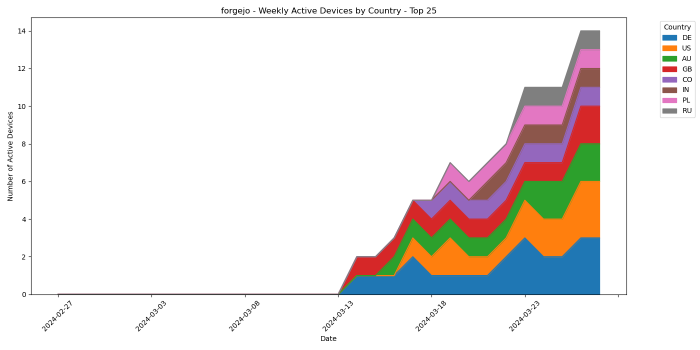 forgejo - Weekly Active Devices by Country - Top 25
Country
DE
US
AU
GB
CO
IN
PL
RU
Number of Active Devices
14
12
10
8
6
4
2
0
2024-02-27
2024-03-03
2024-03-08
2024-03-13
2024-03-18
2024-03-23
Date